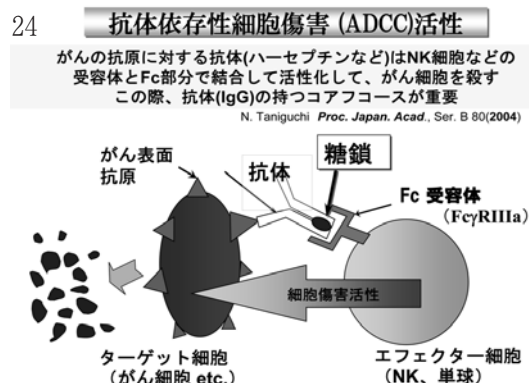 24
抗体依存性細胞傷害 (ADCC)活性
がんの抗原に対する抗体(ハーセプチンなど)はNK細胞などの
受容体とFc部分で結合して活性化して、がん細胞を殺す
この際、抗体(IgG)の持つコアフコースが重要
N. Taniguchi Proc. Japan. Acad., Ser. B 80(2004)
がん表面
抗原
抗体
糖鎖
Fc 受容体
(FcγRIIIa)
細胞傷害活性
ターゲット細胞
(がん細胞 etc.)
エフェクター細胞
(NK、単球)